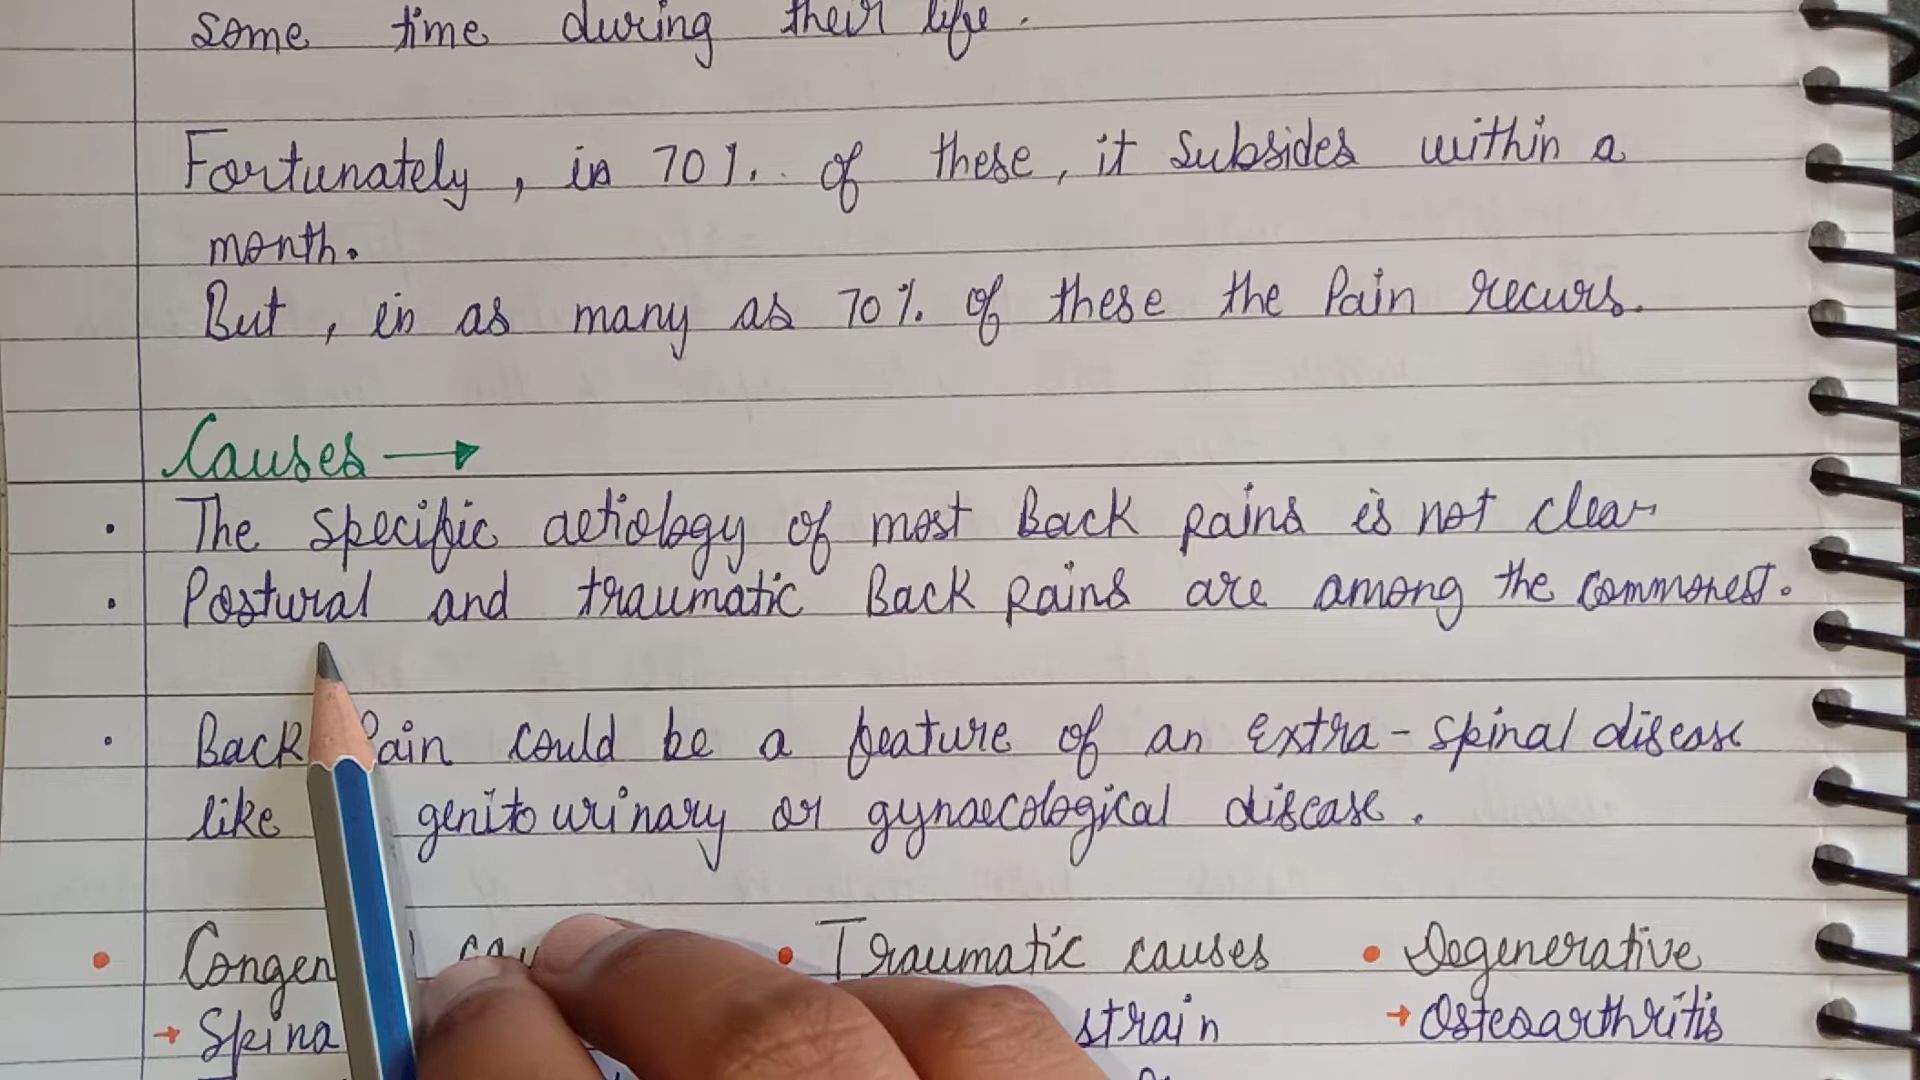 some time during their life.
Fortunately, in 70%. of these, it subsides within a
month.
But, in as many as 70%. of these the Pain recurs.
Causes →
• The specific aetiology of most Back pains is not clear
• Postural and traumatic Back pains are among the commonest.
• Back Pain could be a feature of an extra-spinal disease
like genitourinary or gynaecological disease.
• • Traumatic causes • Degenerative
→ strain → Osteoarthritis